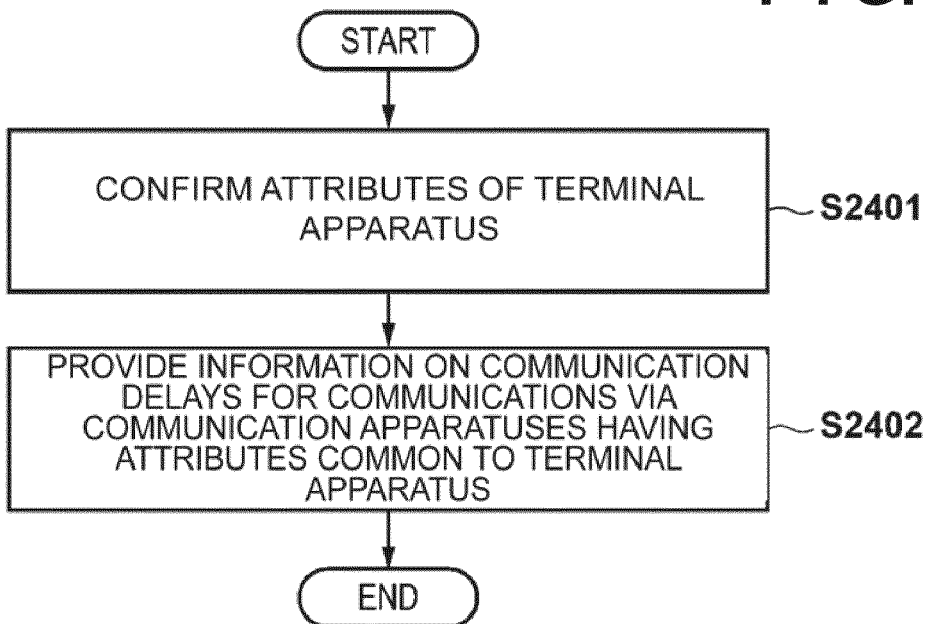 START
CONFIRM ATTRIBUTES OF TERMINAL
APPARATUS
S2401
PROVIDE INFORMATION ON COMMUNICATION
DELAYS FOR COMMUNICATIONS VIA
COMMUNICATION APPARATUSES HAVING
ATTRIBUTES COMMON TO TERMINAL
APPARATUS
S2402
END